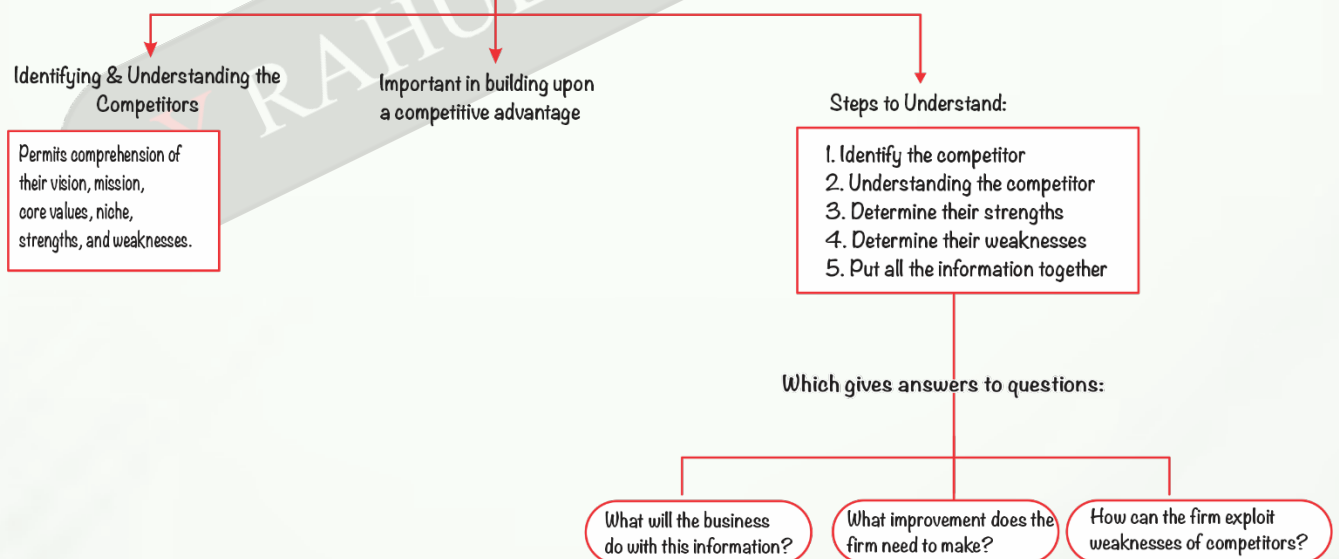 Y RAHUL
Identifying & Understanding the
Competitors
Permits comprehension of
their vision, mission,
core values, niche,
strengths, and weaknesses.
Important in building upon
a competitive advantage
Steps to Understand:
1. Identify the competitor
2. Understanding the competitor
3. Determine their strengths
4. Determine their weaknesses
5. Put all the information together
Which gives answers to questions:
What will the business
do with this information?
What improvement does the
firm need to make?
How can the firm exploit
weaknesses of competitors?